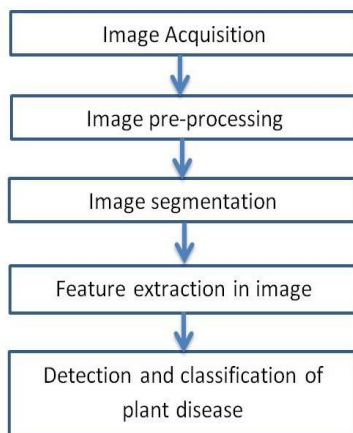 Image Acquisition
Image pre-processing
Image segmentation
Feature extraction in image
Detection and classification of
plant disease